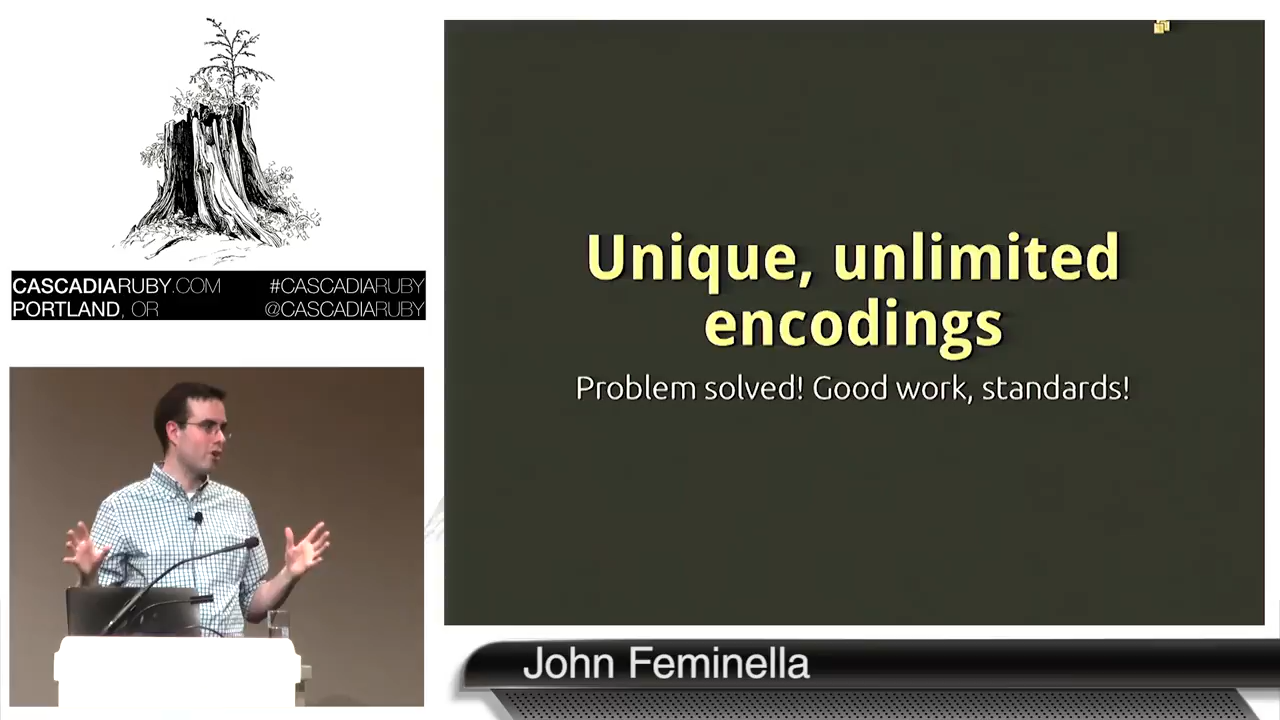 CASCADIARUBY.COM #CASCADIARUBY
PORTLAND, OR @CASCADIARUBY
Unique, unlimited
encodings
Problem solved! Good work, standards!
John Feminella